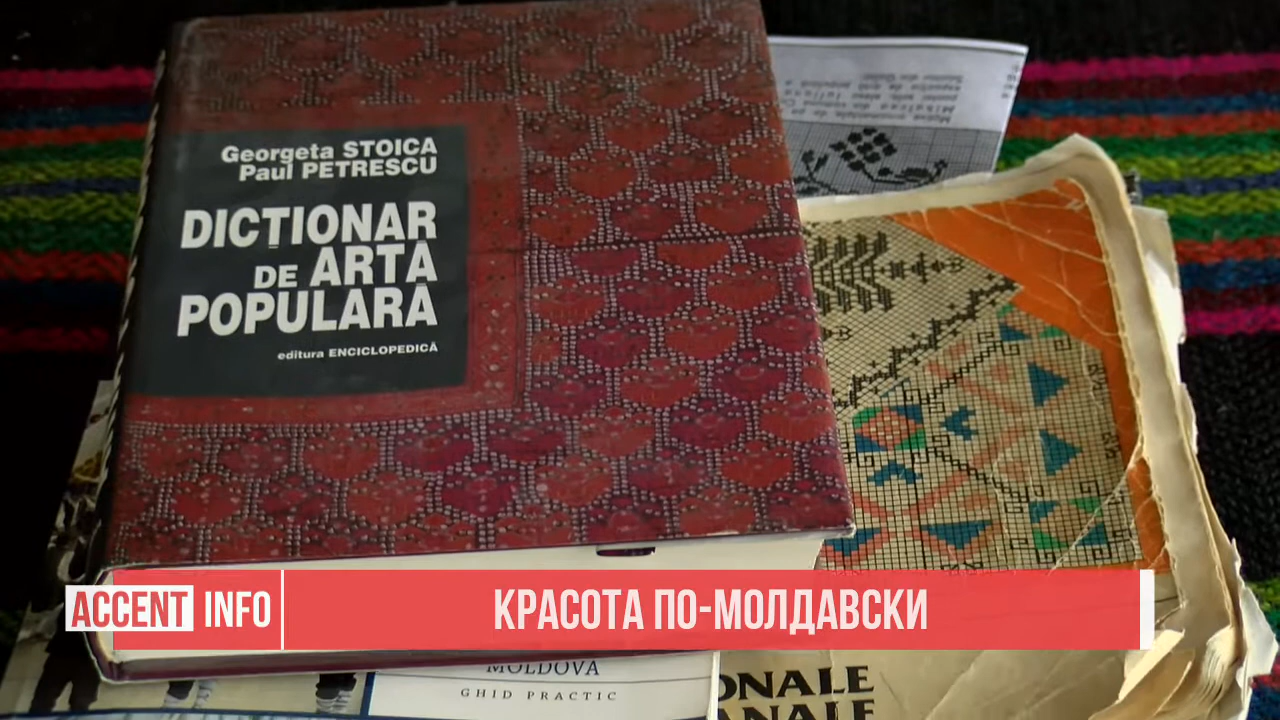 Georgeta STOICA
Paul PETRESCU
DICȚIONAR
DE ARTĂ
POPULARĂ
editura ENCICLOPEDICĂ
ACCENT INFO
КРАСОТА ПО-МОЛДАВСКИ
MOLDOVA
GHID PRACTIC
ONALE